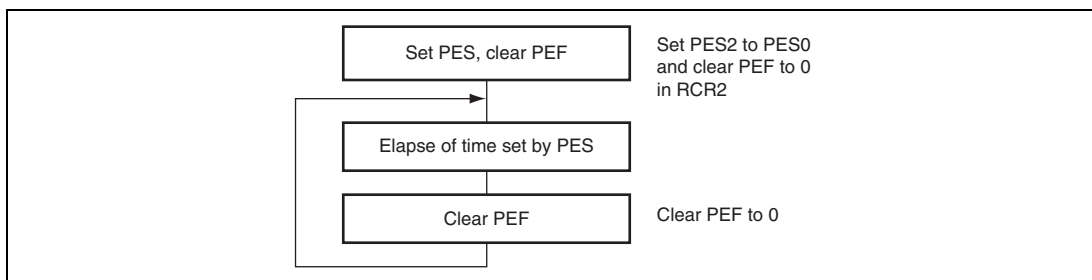 Set PES, clear PEF
Set PES2 to PES0
and clear PEF to 0
in RCR2
Elapse of time set by PES
Clear PEF
Clear PEF to 0